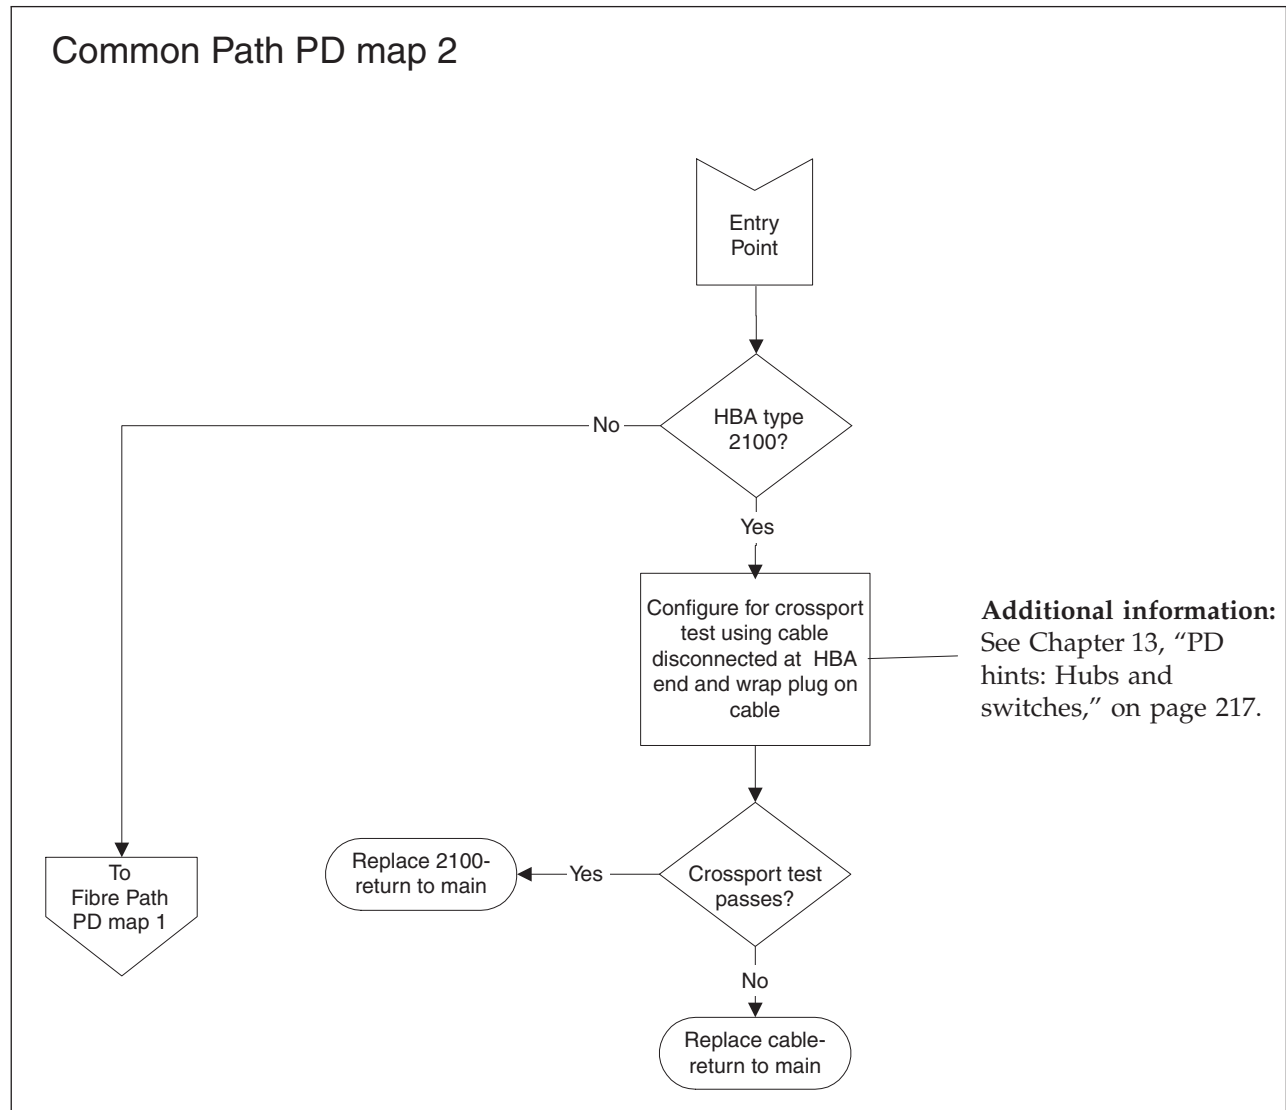 Common Path PD map 2
Entry
Point
HBA type
2100?
No
Yes
Configure for crossport
test using cable
disconnected at HBA
end and wrap plug on
cable
Additional information:
See Chapter 13, “PD
hints: Hubs and
switches,” on page 217.
Crossport test
passes?
Yes
Replace 2100-
return to main
To
Fibre Path
PD map 1
No
Replace cable-
return to main